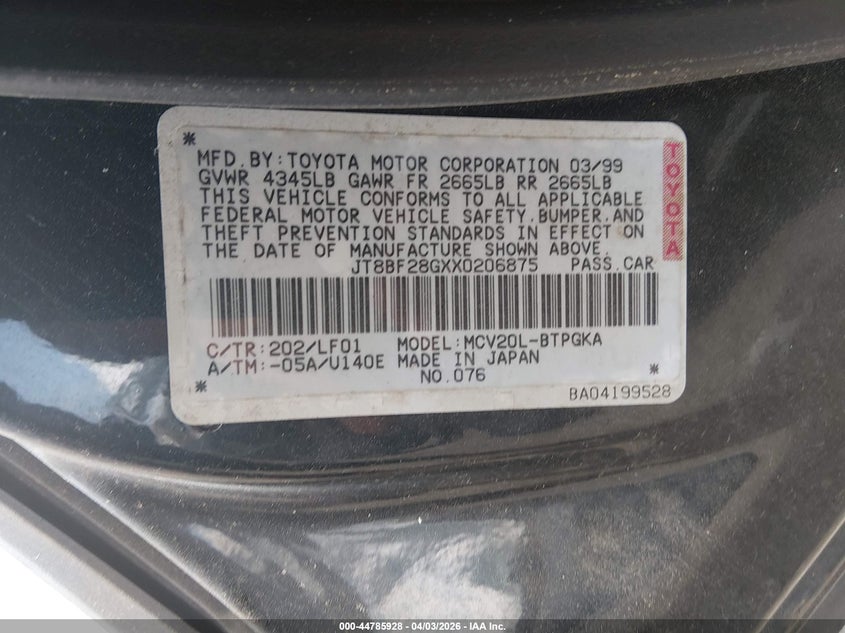 MFD.BY:TOYOTA MOTOR CORPORATION 03/99
GVWR 4345LB GAWR FR 2665LB RR 2665LB
THIS VEHICLE CONFORMS TO ALL APPLICABLE
FEDERAL MOTOR VEHICLE SAFETY,BUMPER,AND
THEFT PREVENTION STANDARDS IN EFFECT ON
THE DATE OF MANUFACTURE SHOWN ABOVE.
JT8BF28GXX0206875 PASS.CAR
TOYOTA
C/TR:202/LF01 MODEL:MCV20L-BTPGKA
A/TM:-05A/U140E MADE IN JAPAN
NO.076
BA04199528
000-44785928 - 04/03/2026 - IAA Inc.